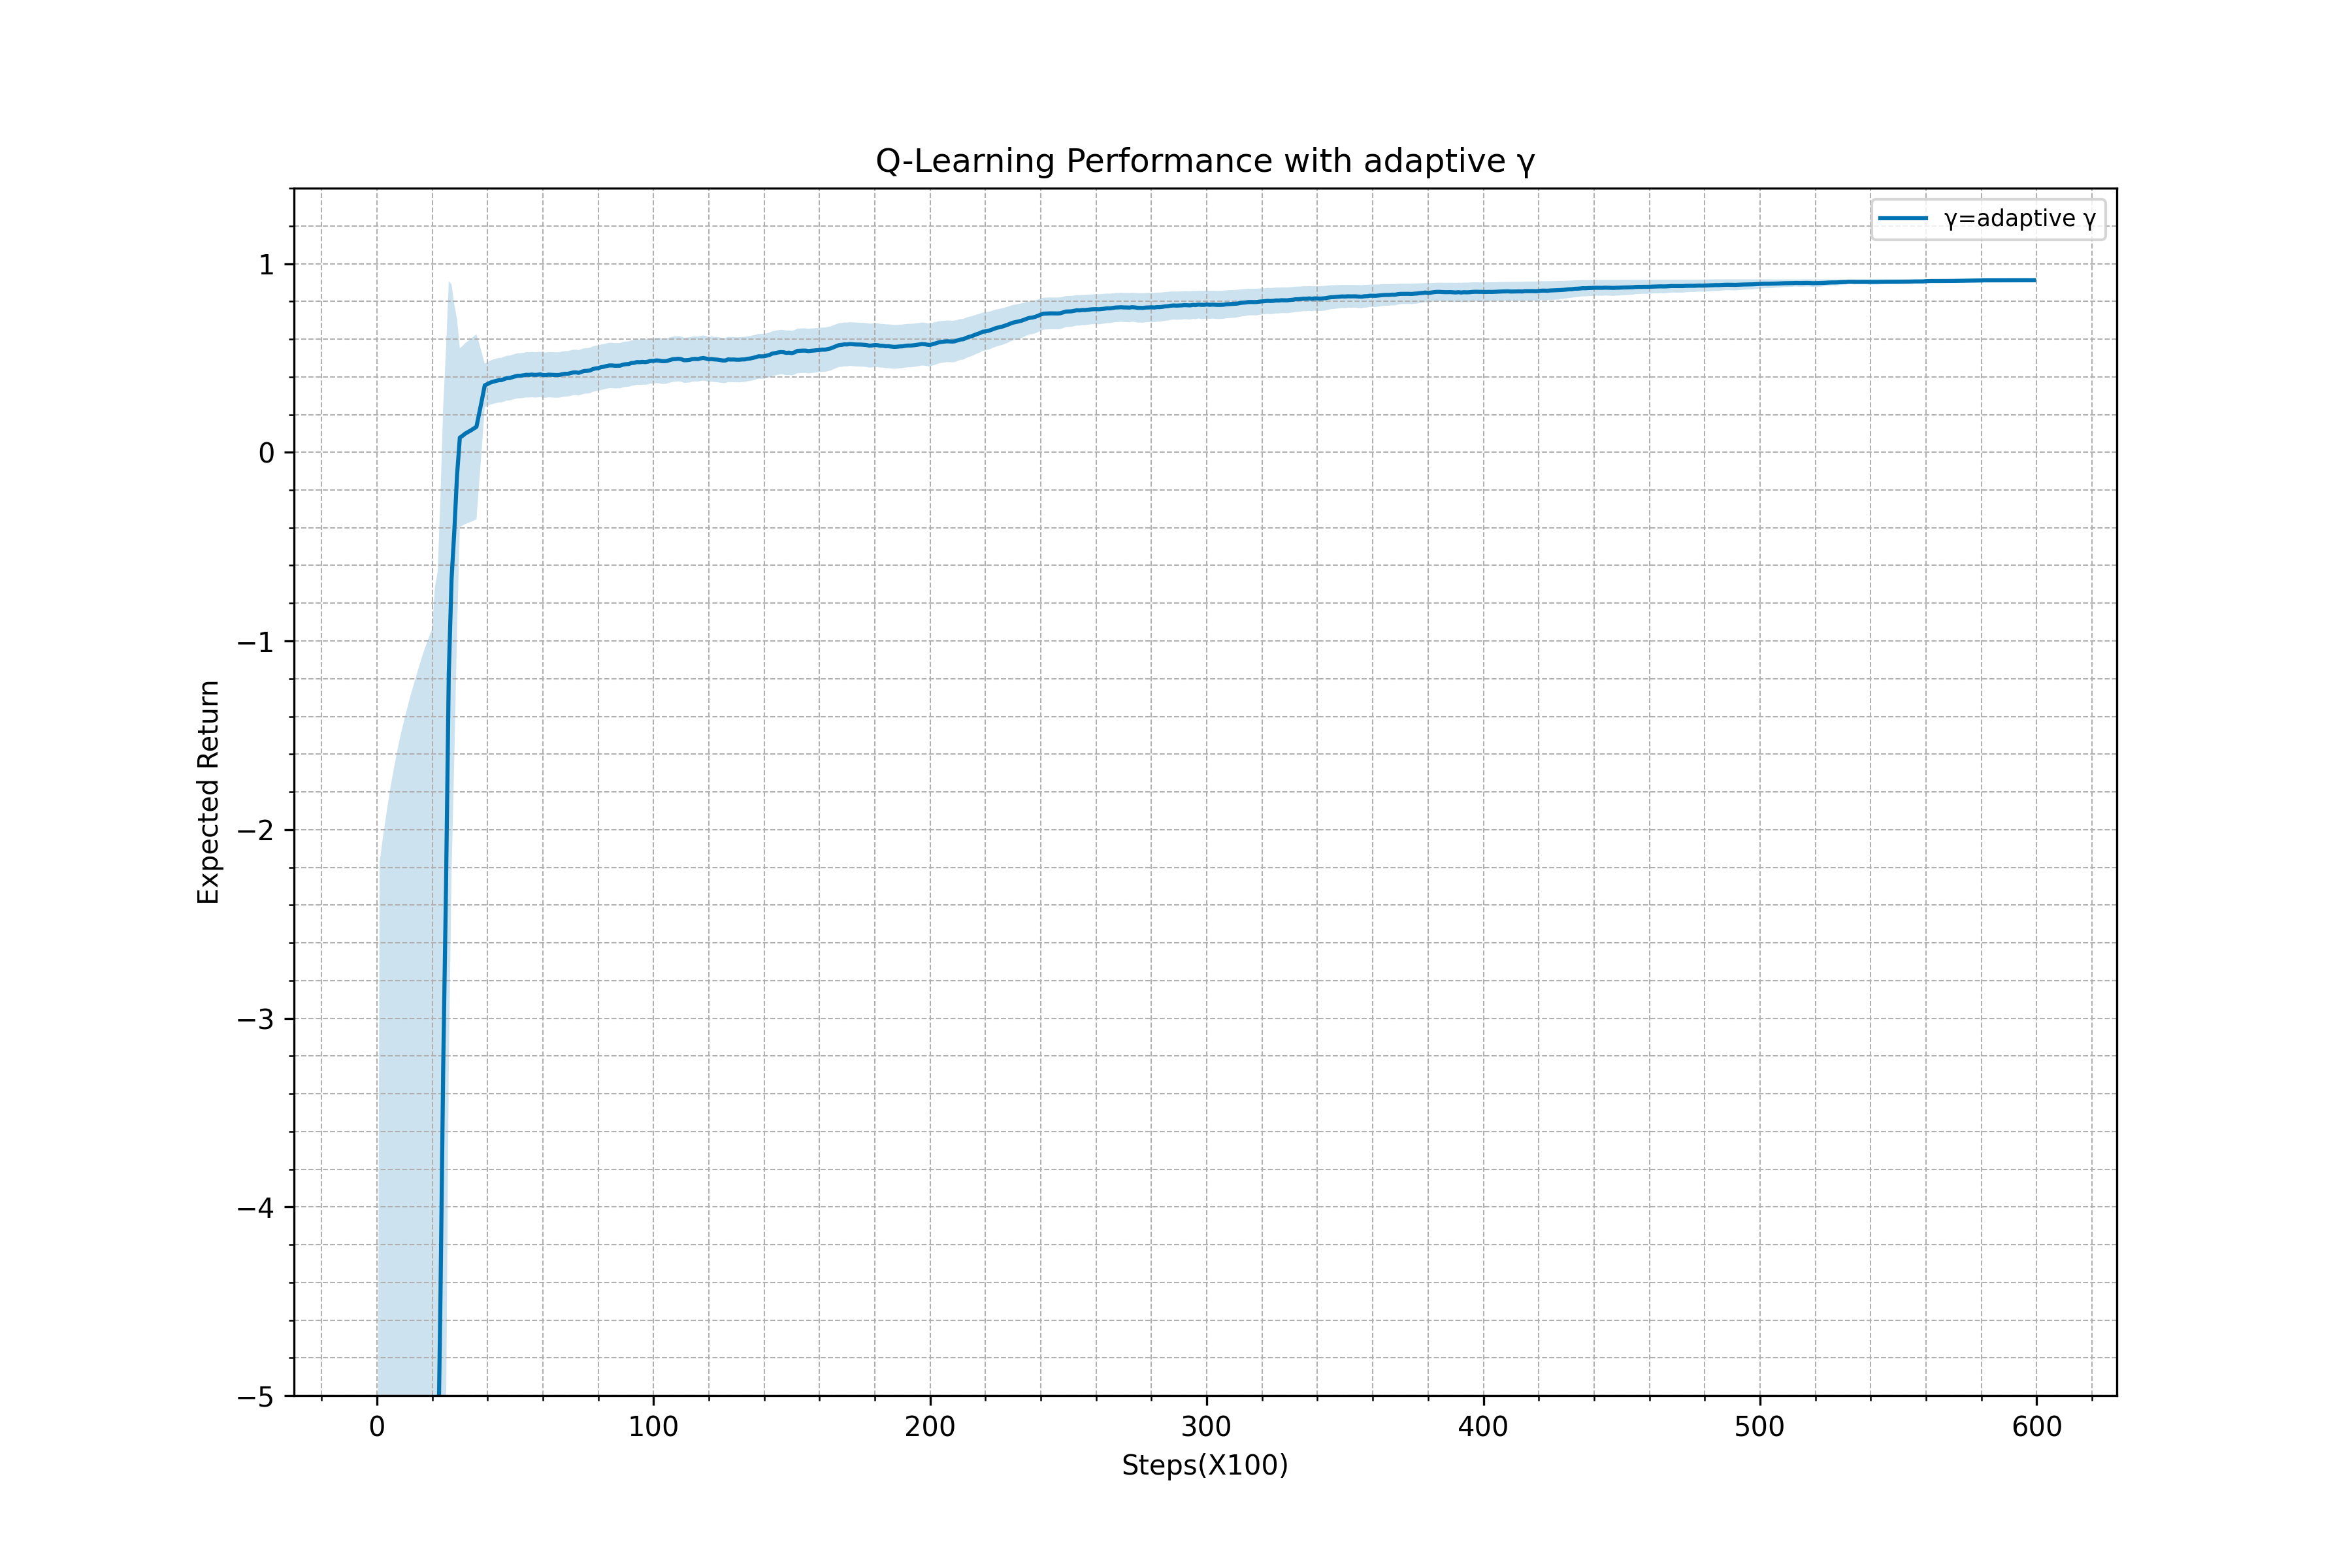 Q-Learning Performance with adaptive γ
γ=adaptive γ
Expected Return
1
0
−1
−2
−3
−4
−5
0 100 200 300 400 500 600
Steps(X100)